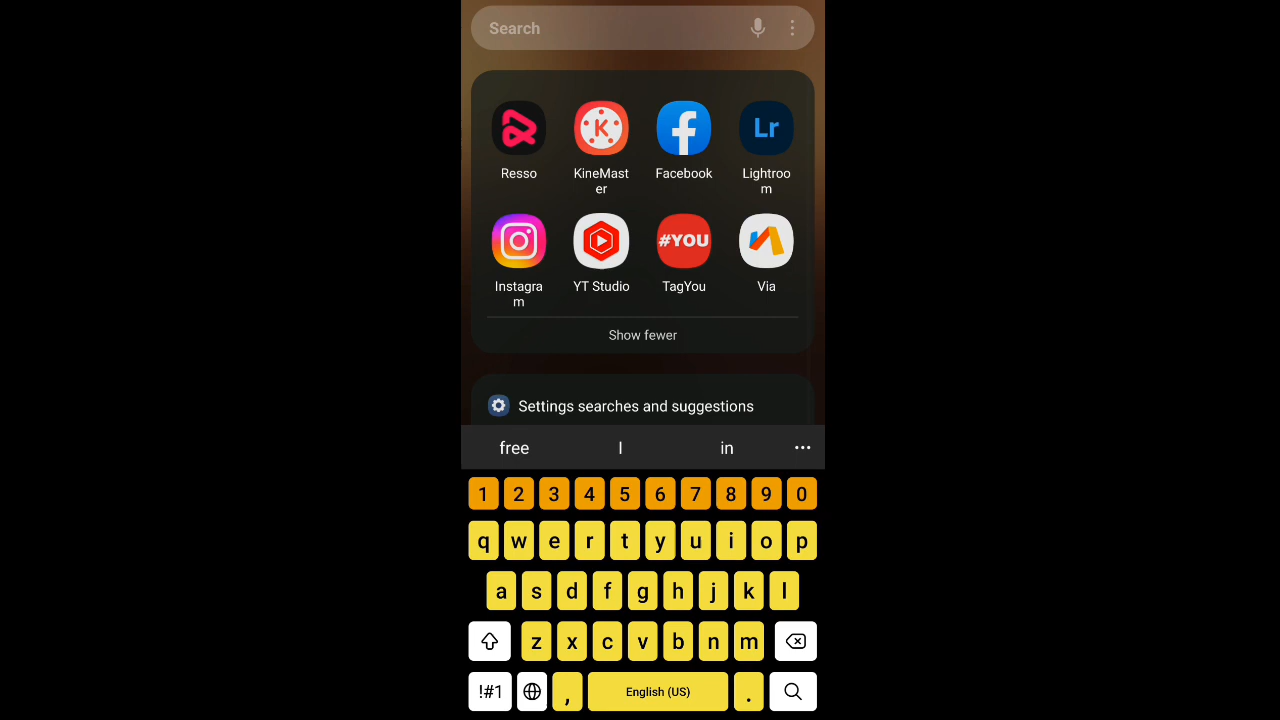 Search
Lr
Resso
KineMast
er
Facebook
Lightroo
m
#YOU
Instagra
m
YT Studio
TagYou
Via
Show fewer
Settings searches and suggestions
free I in
1 2 3 4 5 6 7 8 9 0
q w e r t y u i o p
a s d f g h j k l
z x c v b n m
!#1 , English (US) .